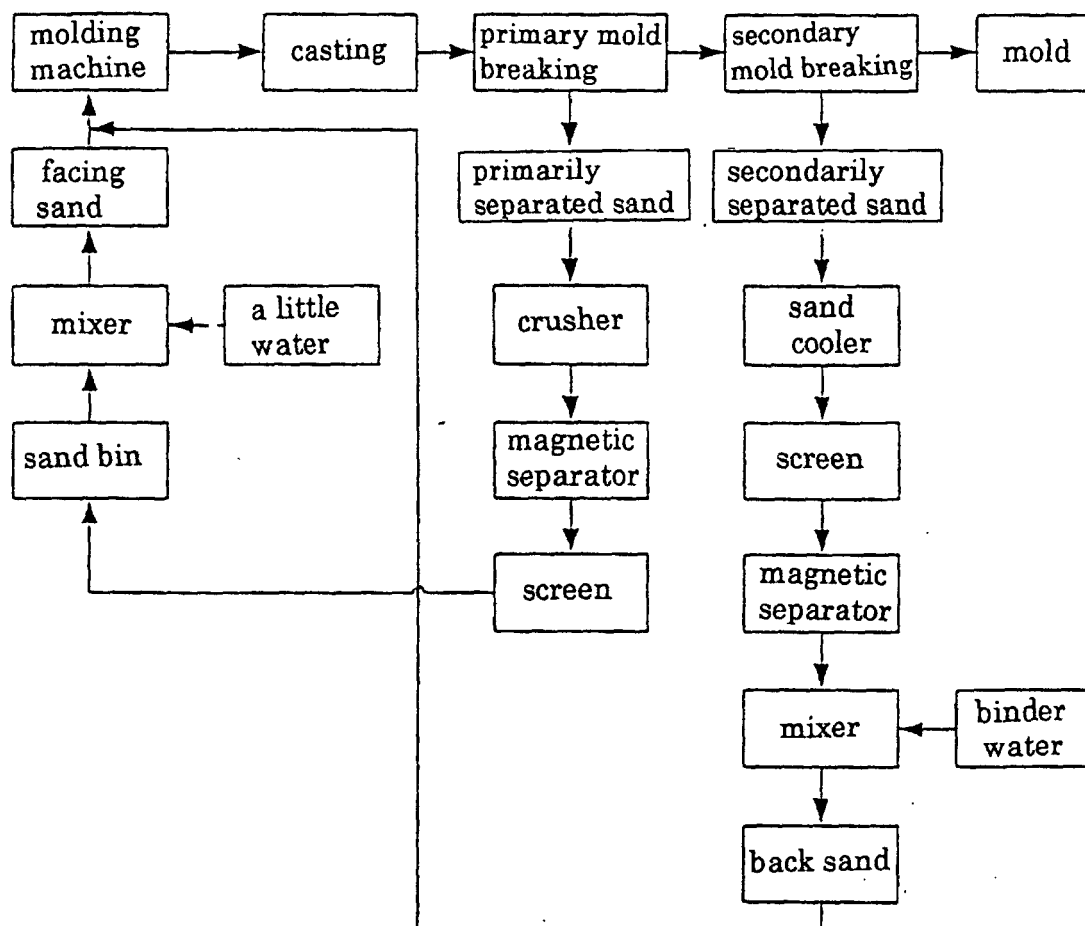 molding
machine
casting
primary mold
breaking
secondary
mold breaking
mold
facing
sand
primarily
separated sand
secondarily
separated sand
mixer
a little
water
crusher
sand
cooler
sand bin
magnetic
separator
screen
screen
magnetic
separator
mixer
binder
water
back sand